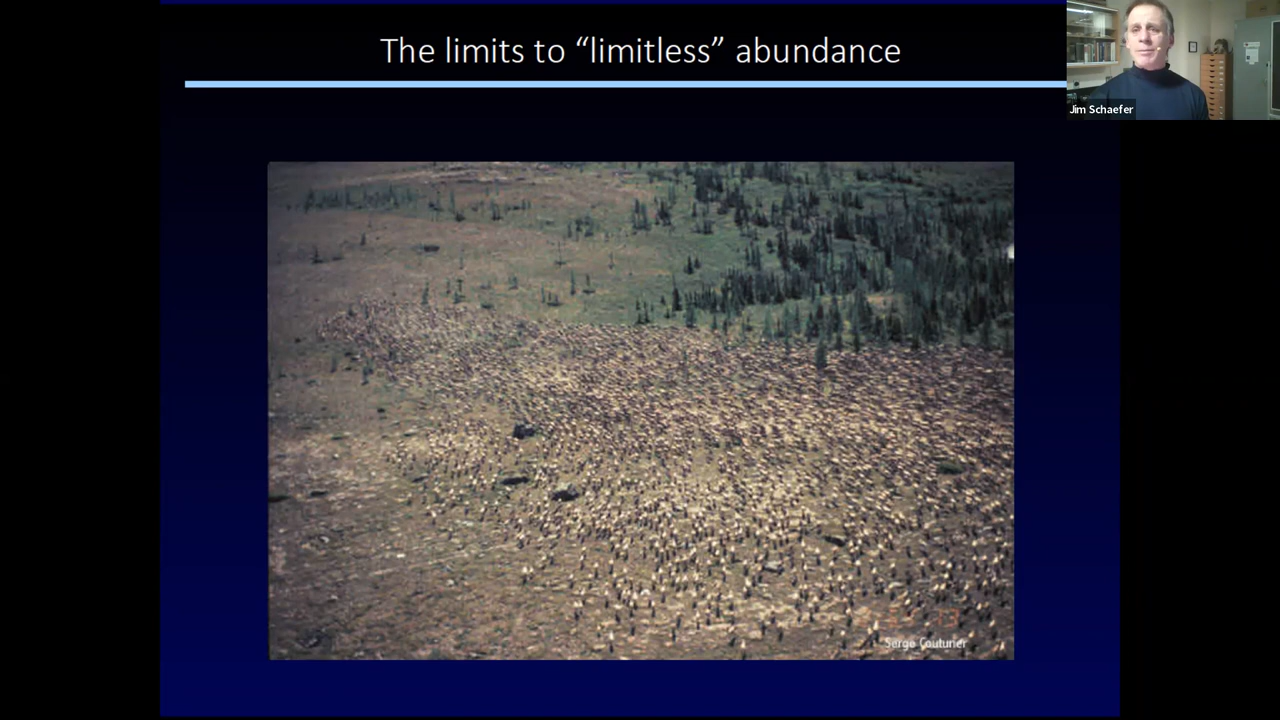 The limits to “limitless” abundance
Jim Schaefer
Serge Couturier